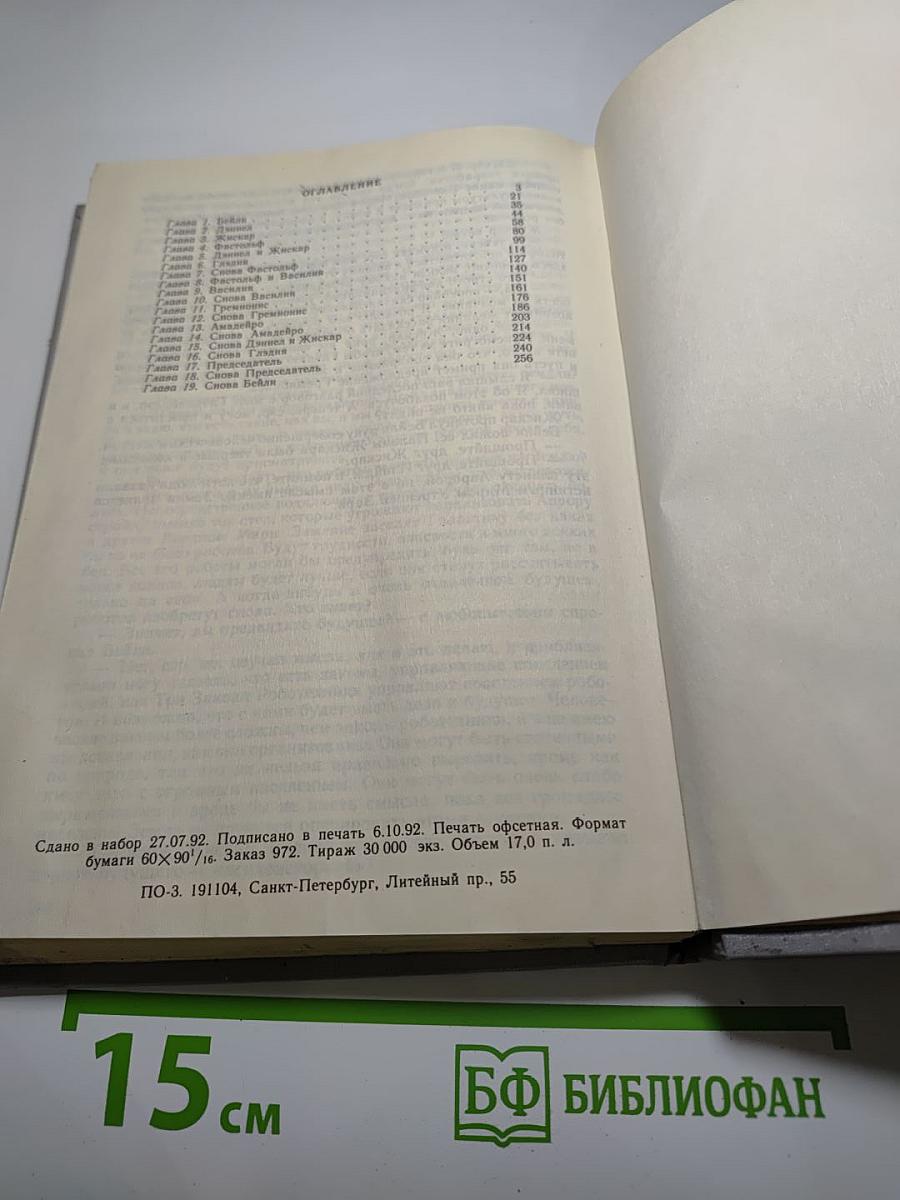 ОГЛАВЛЕНИЕ
Глава 1. Бейли 3
Глава 2. Дэниел 21
Глава 3. Жискар 35
Глава 4. Фастольф 44
Глава 5. Дэниел и Жискар 58
Глава 6. Глэдия 80
Глава 7. Снова Фастольф 99
Глава 8. Фастольф и Василия 114
Глава 9. Василия 127
Глава 10. Снова Василия 140
Глава 11. Гремионис 151
Глава 12. Снова Гремионис 161
Глава 13. Амадейро 176
Глава 14. Снова Амадейро 186
Глава 15. Снова Дэниел и Жискар 203
Глава 16. Снова Глэдия 214
Глава 17. Председатель 224
Глава 18. Снова Председатель 240
Глава 19. Снова Бейли 256
Сдано в набор 27.07.92. Подписано в печать 6.10.92. Печать офсетная. Формат
бумаги 60×90¹/₁₆. Заказ 972. Тираж 30 000 экз. Объем 17,0 п. л.
ПО-3. 191104, Санкт-Петербург, Литейный пр., 55
15 см
БФ БИБЛИОФАН